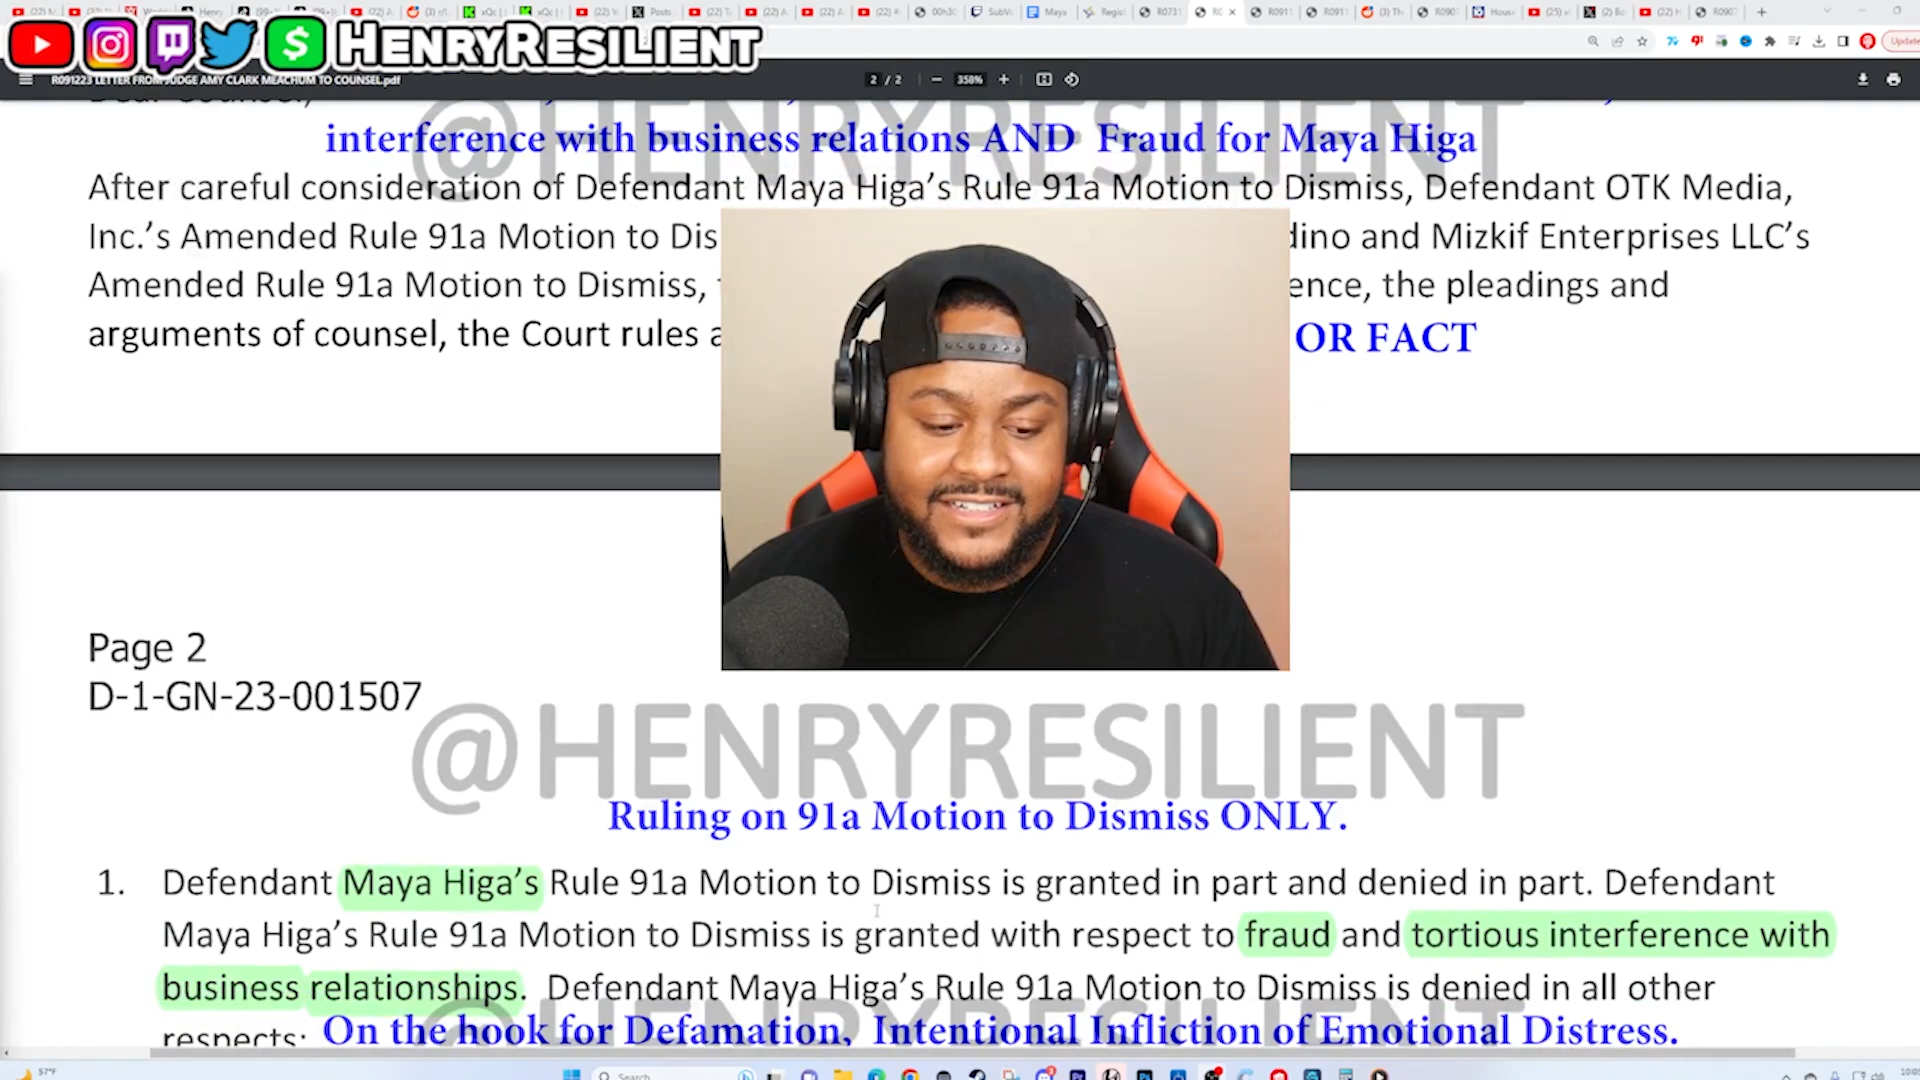 HENRYRESILIENT
R091223 LETTER FROM JUDGE AMY CLARK MEACHUM TO COUNSEL.pdf
2 / 2
358%
Update
Dear Counsel,
interference with business relations AND Fraud for Maya Higa
@HENRYRESILIENT
After careful consideration of Defendant Maya Higa's Rule 91a Motion to Dismiss, Defendant OTK Media,
Inc.'s Amended Rule 91a Motion to Dis dino and Mizkif Enterprises LLC's
Amended Rule 91a Motion to Dismiss, ence, the pleadings and
arguments of counsel, the Court rules a OR FACT
Page 2
D-1-GN-23-001507
@HENRYRESILIENT
Ruling on 91a Motion to Dismiss ONLY.
1. Defendant Maya Higa's Rule 91a Motion to Dismiss is granted in part and denied in part. Defendant
Maya Higa's Rule 91a Motion to Dismiss is granted with respect to fraud and tortious interference with
business relationships. Defendant Maya Higa's Rule 91a Motion to Dismiss is denied in all other
respects; On the hook for Defamation, Intentional Infliction of Emotional Distress.
57°F
Search